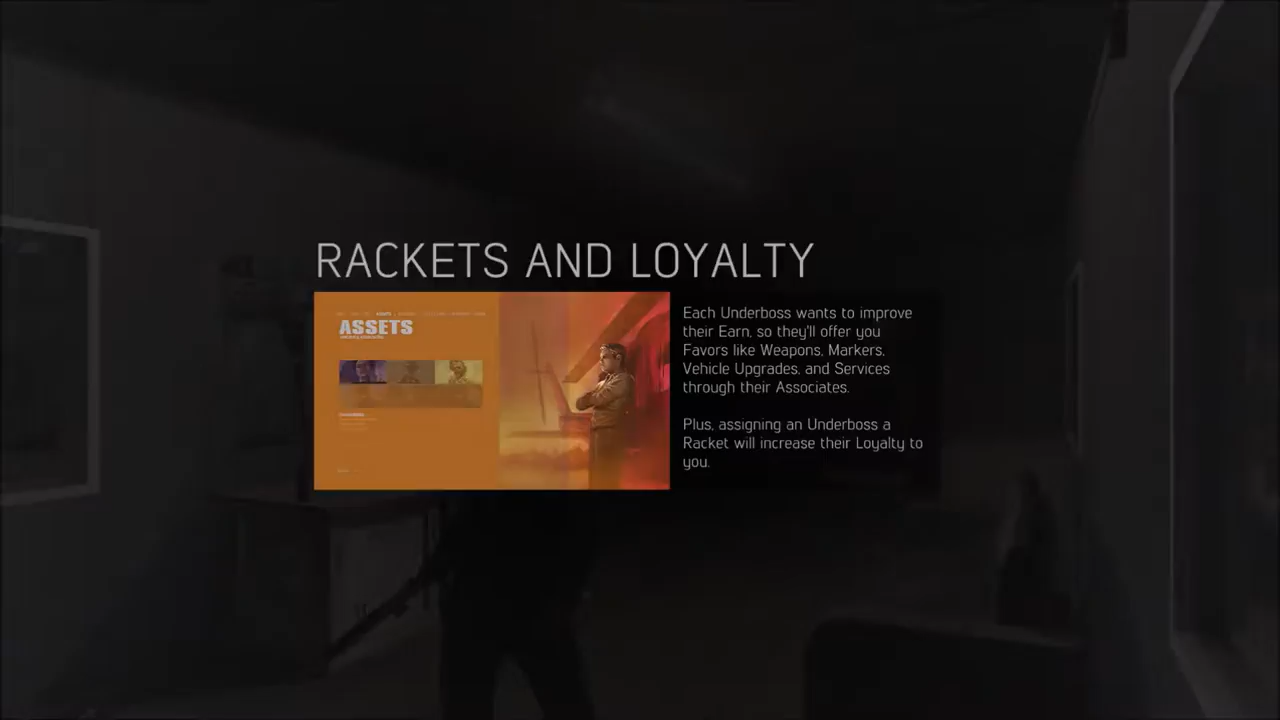 RACKETS AND LOYALTY
ASSETS
Each Underboss wants to improve
their Earn, so they'll offer you
Favors like Weapons, Markers,
Vehicle Upgrades, and Services
through their Associates.
Plus, assigning an Underboss a
Racket will increase their Loyalty to
you.